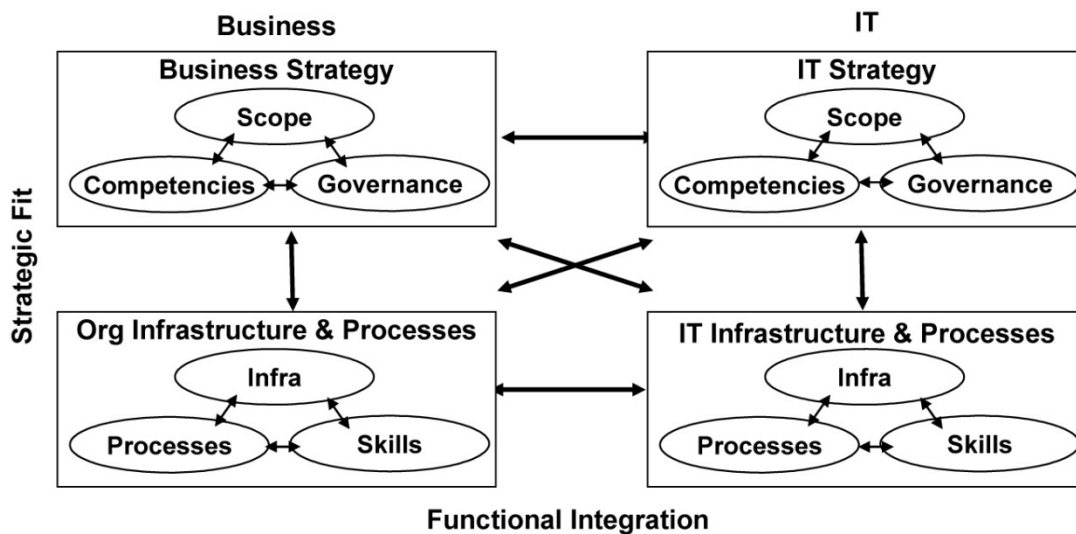 Business
IT
Strategic Fit
Business Strategy
Scope
Competencies
Governance
IT Strategy
Scope
Competencies
Governance
Org Infrastructure & Processes
Infra
Processes
Skills
IT Infrastructure & Processes
Infra
Processes
Skills
Functional Integration